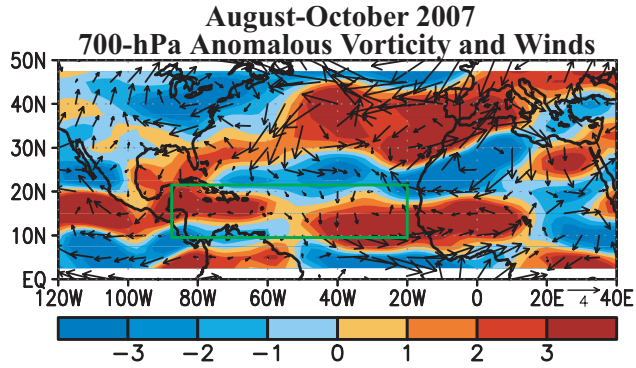 August-October 2007
700-hPa Anomalous Vorticity and Winds
50N
40N
30N
20N
10N
EQ
120W 100W 80W 60W 40W 20W 0 20E 40E
4
-3 -2 -1 0 1 2 3